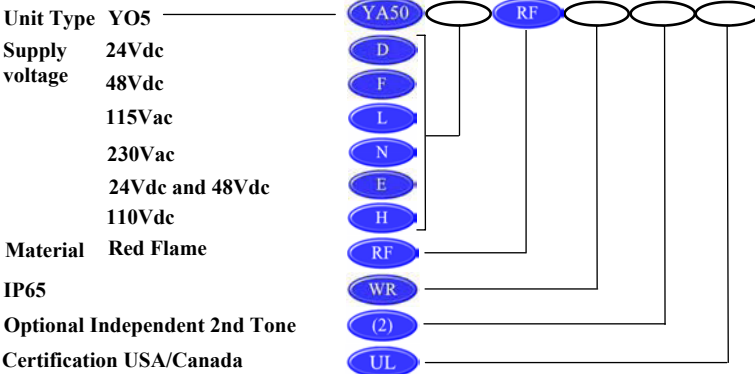 Unit Type YO5 YA50 RF
Supply voltage 24Vdc D
48Vdc F
115Vac L
230Vac N
24Vdc and 48Vdc E
110Vdc H
Material Red Flame RF
IP65 WR
Optional Independent 2nd Tone (2)
Certification USA/Canada UL